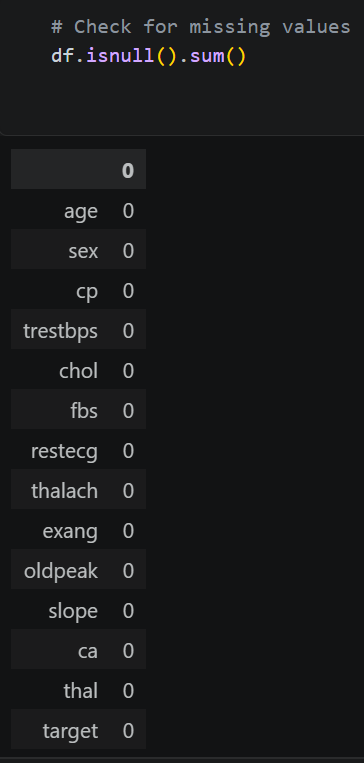 # Check for missing values
df.isnull().sum()
0
age 0
sex 0
cp 0
trestbps 0
chol 0
fbs 0
restecg 0
thalach 0
exang 0
oldpeak 0
slope 0
ca 0
thal 0
target 0